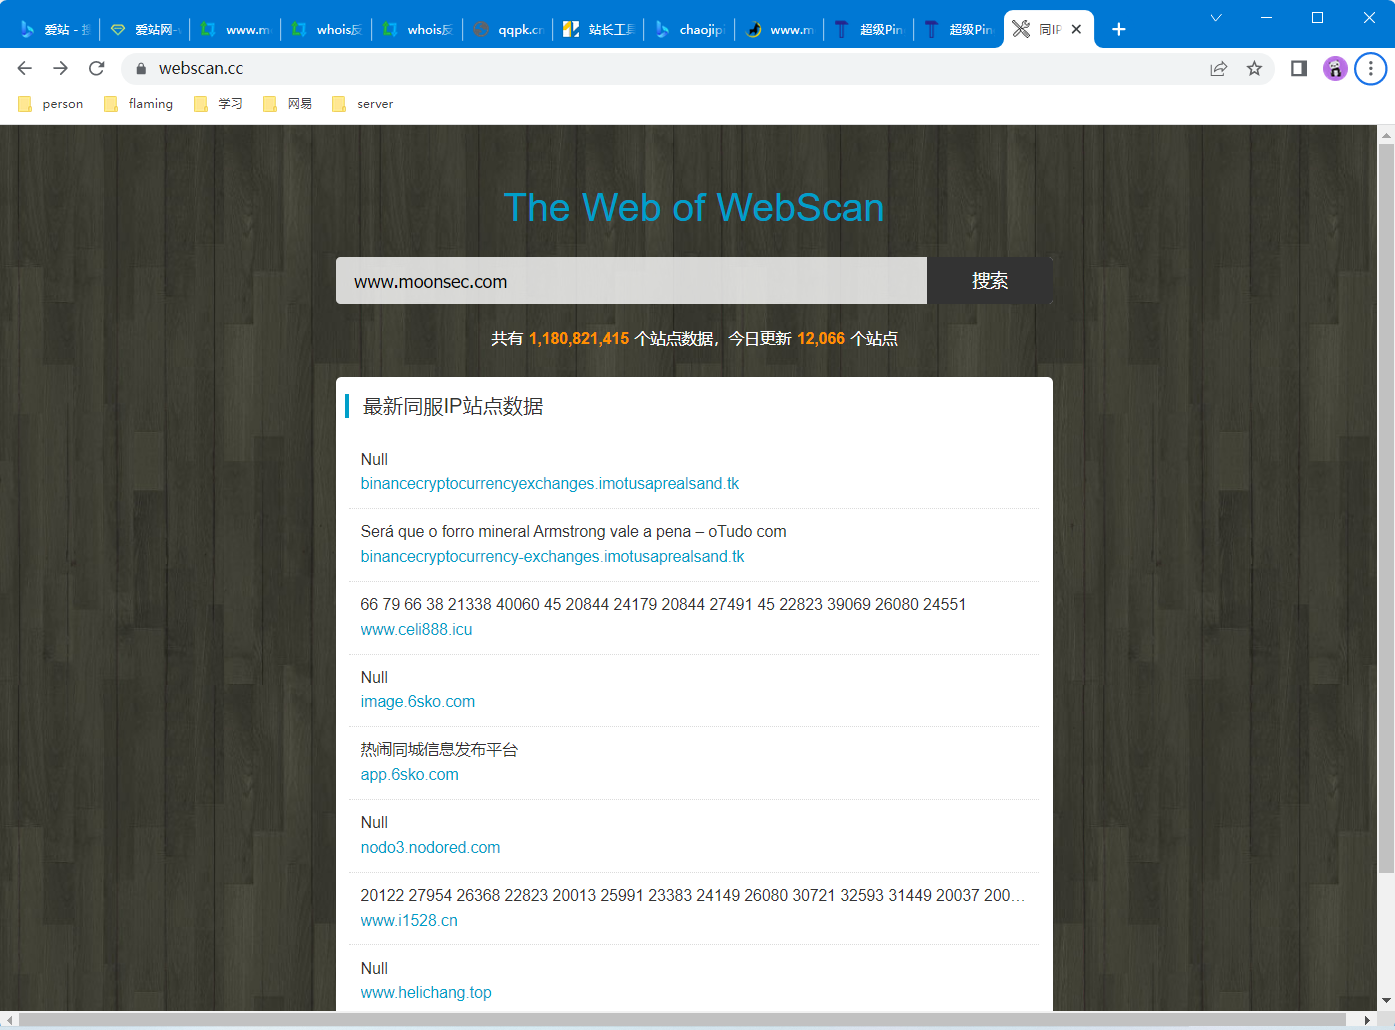 爱站 - 搜
爱站网-
www.m
whois反
whois反
qqpk.cn
站长工具
chaojip
www.m
超级Pin
超级Pin
同IP
webscan.cc
person
flaming
学习
网易
server
The Web of WebScan
www.moonsec.com
搜索
共有 1,180,821,415 个站点数据，今日更新 12,066 个站点
最新同服IP站点数据
Null
binancecryptocurrencyexchanges.imotusaprealsand.tk
Será que o forro mineral Armstrong vale a pena – oTudo com
binancecryptocurrency-exchanges.imotusaprealsand.tk
66 79 66 38 21338 40060 45 20844 24179 20844 27491 45 22823 39069 26080 24551
www.celi888.icu
Null
image.6sko.com
热闹同城信息发布平台
app.6sko.com
Null
nodo3.nodored.com
20122 27954 26368 22823 20013 25991 23383 24149 26080 30721 32593 31449 20037 200…
www.i1528.cn
Null
www.helichang.top